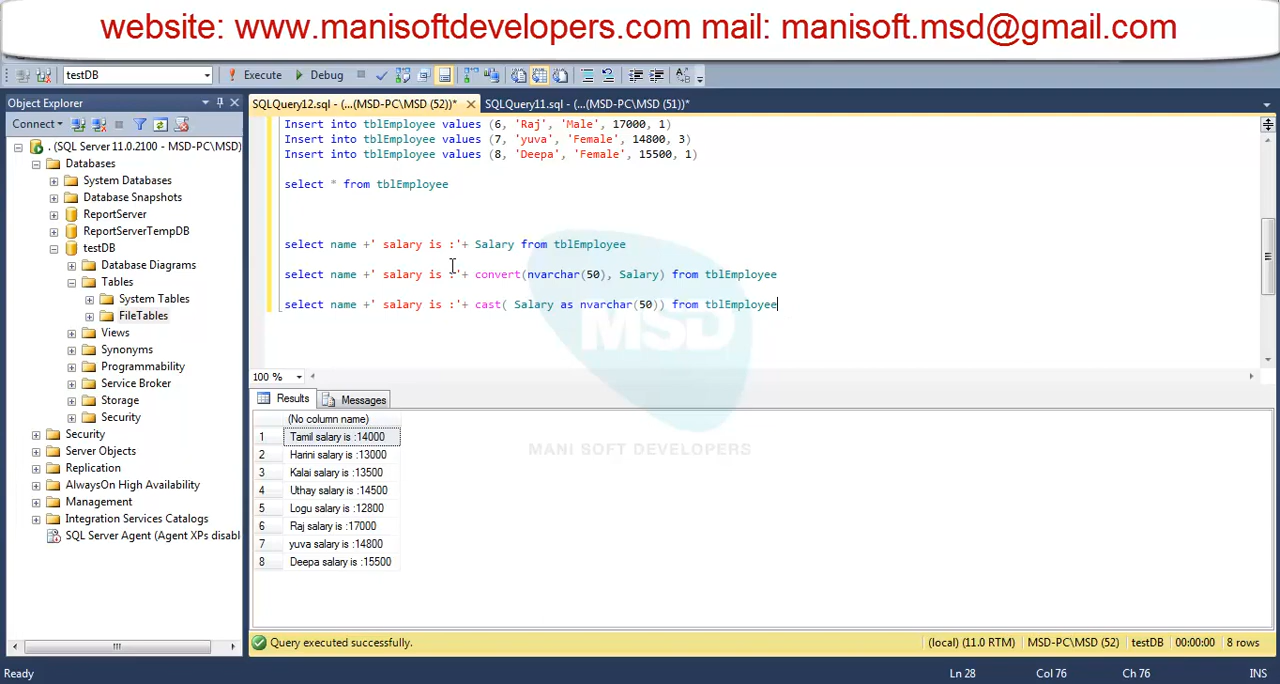 website: www.manisoftdevelopers.com mail: manisoft.msd@gmail.com
testDB Execute Debug
Object Explorer
SQLQuery12.sql - (...(MSD-PC\MSD (52))* SQLQuery11.sql - (...(MSD-PC\MSD (51))*
Connect
. (SQL Server 11.0.2100 - MSD-PC\MSD)
Databases
System Databases
Database Snapshots
ReportServer
ReportServerTempDB
testDB
Database Diagrams
Tables
System Tables
FileTables
Views
Synonyms
Programmability
Service Broker
Storage
Security
Security
Server Objects
Replication
AlwaysOn High Availability
Management
Integration Services Catalogs
SQL Server Agent (Agent XPs disabl
Insert into tblEmployee values (6, 'Raj', 'Male', 17000, 1)
Insert into tblEmployee values (7, 'yuva', 'Female', 14800, 3)
Insert into tblEmployee values (8, 'Deepa', 'Female', 15500, 1)
select * from tblEmployee
select name +' salary is :'+ Salary from tblEmployee
select name +' salary is :'+ convert(nvarchar(50), Salary) from tblEmployee
select name +' salary is :'+ cast( Salary as nvarchar(50)) from tblEmployee
MSD
MANI SOFT DEVELOPERS
100 %
Results Messages
(No column name)
1 Tamil salary is :14000
2 Harini salary is :13000
3 Kalai salary is :13500
4 Uthay salary is :14500
5 Logu salary is :12800
6 Raj salary is :17000
7 yuva salary is :14800
8 Deepa salary is :15500
Query executed successfully. (local) (11.0 RTM) MSD-PC\MSD (52) testDB 00:00:00 8 rows
Ready Ln 28 Col 76 Ch 76 INS